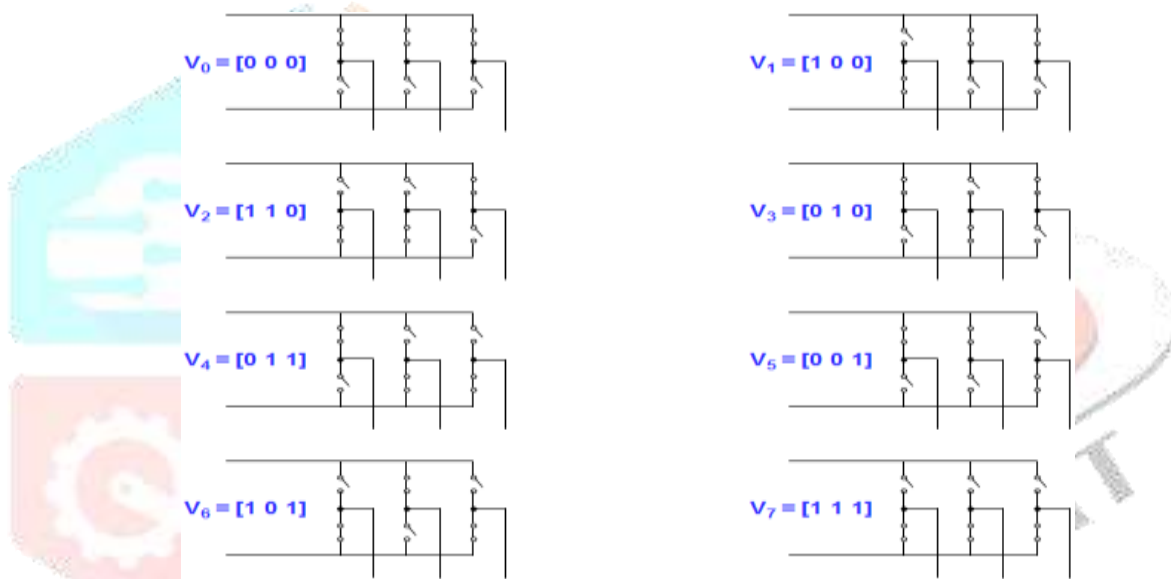 V₀ = [0 0 0]
V₁ = [1 0 0]
V₂ = [1 1 0]
V₃ = [0 1 0]
V₄ = [0 1 1]
V₅ = [0 0 1]
V₆ = [1 0 1]
V₇ = [1 1 1]